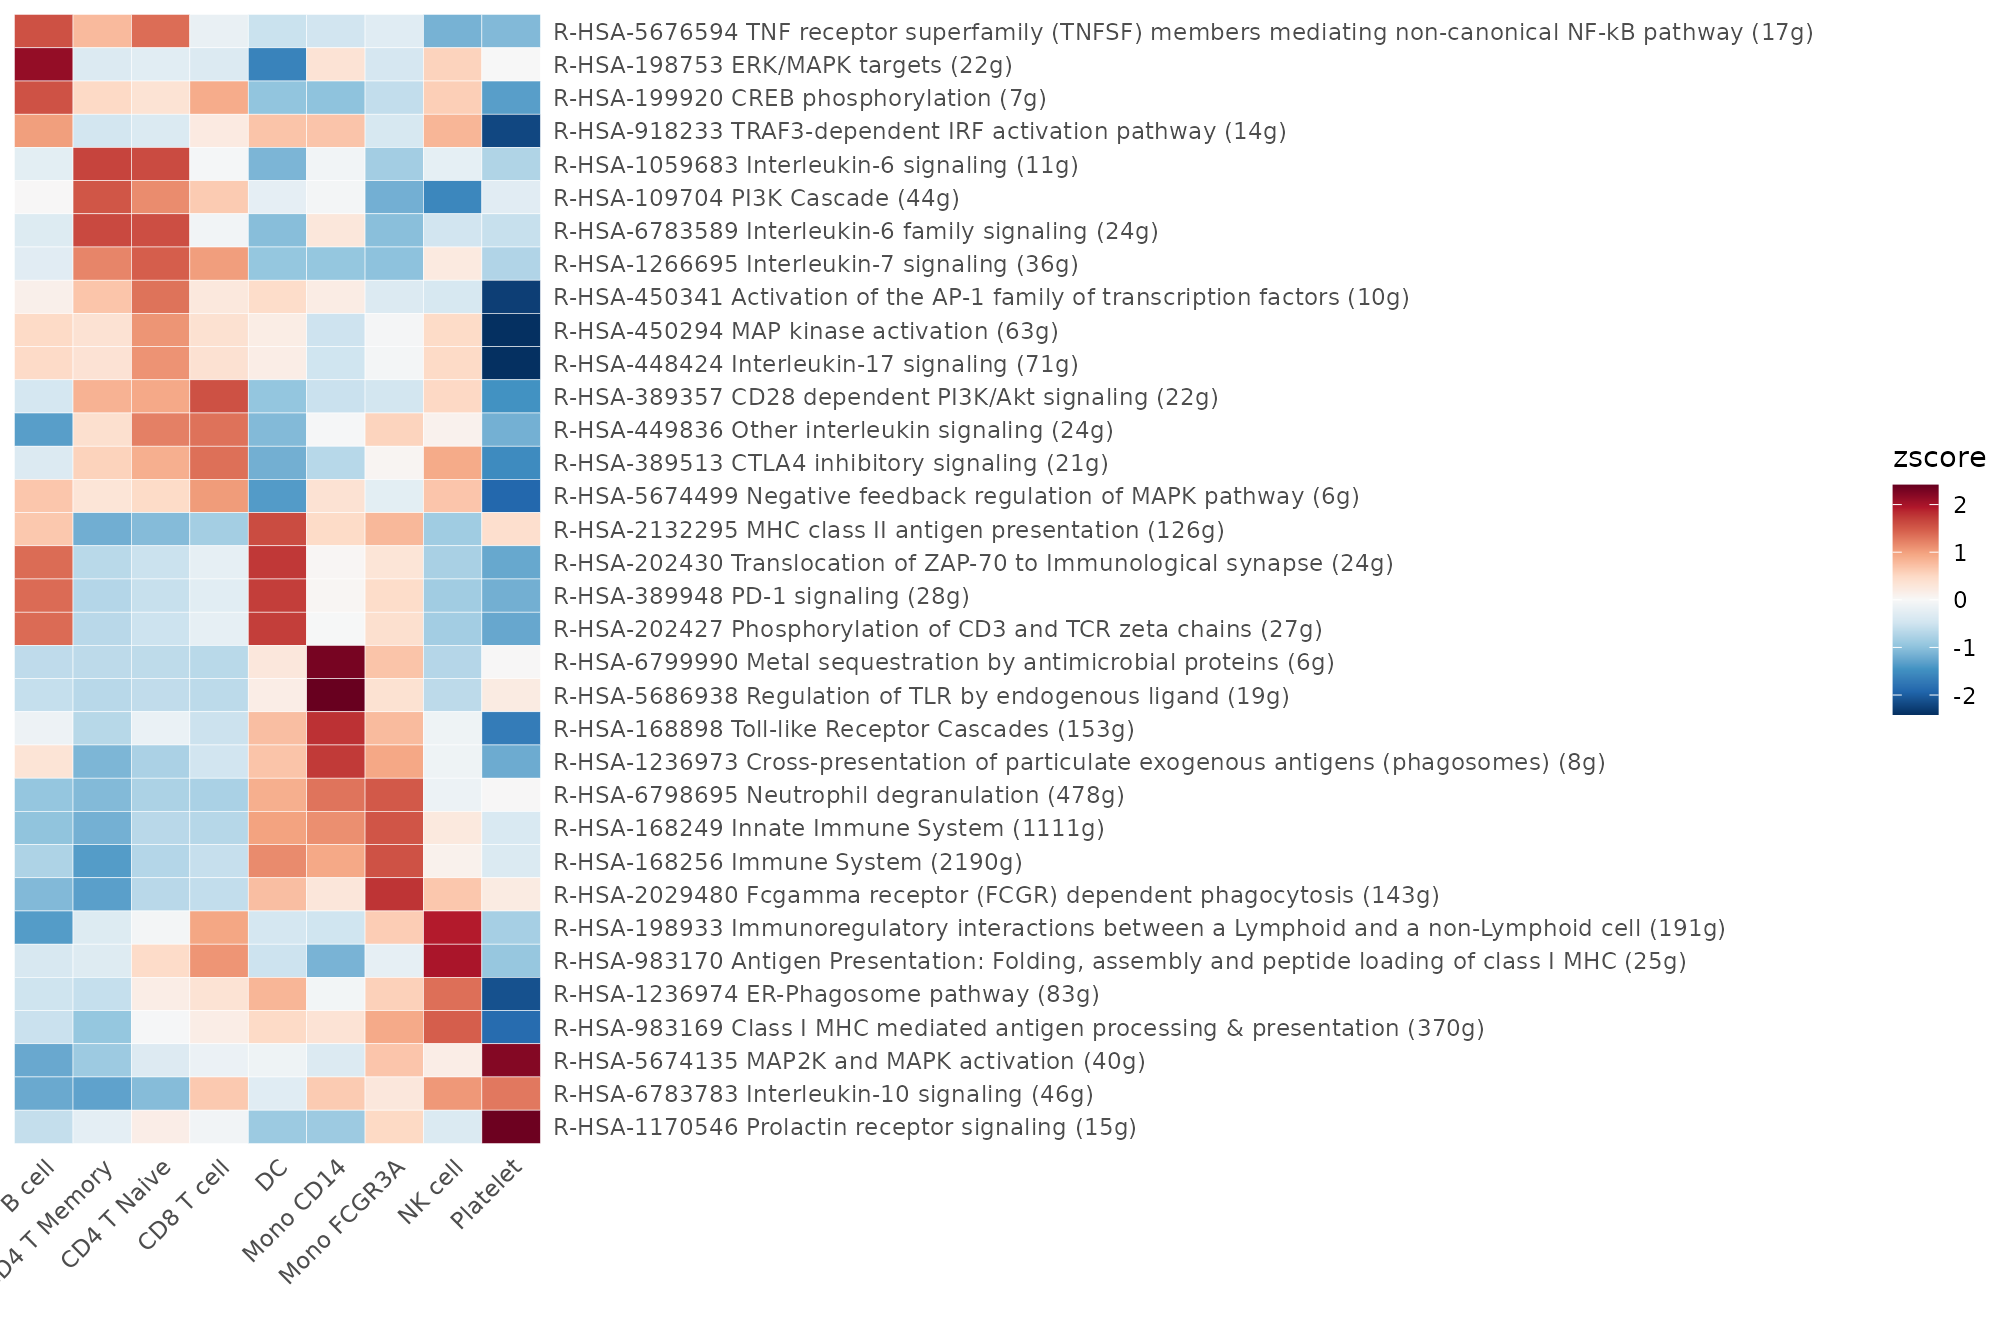 R-HSA-5676594 TNF receptor superfamily (TNFSF) members mediating non-canonical NF-kB pathway (17g)
R-HSA-198753 ERK/MAPK targets (22g)
R-HSA-199920 CREB phosphorylation (7g)
R-HSA-918233 TRAF3-dependent IRF activation pathway (14g)
R-HSA-1059683 Interleukin-6 signaling (11g)
R-HSA-109704 PI3K Cascade (44g)
R-HSA-6783589 Interleukin-6 family signaling (24g)
R-HSA-1266695 Interleukin-7 signaling (36g)
R-HSA-450341 Activation of the AP-1 family of transcription factors (10g)
R-HSA-450294 MAP kinase activation (63g)
R-HSA-448424 Interleukin-17 signaling (71g)
R-HSA-389357 CD28 dependent PI3K/Akt signaling (22g)
R-HSA-449836 Other interleukin signaling (24g)
R-HSA-389513 CTLA4 inhibitory signaling (21g)
R-HSA-5674499 Negative feedback regulation of MAPK pathway (6g)
R-HSA-2132295 MHC class II antigen presentation (126g)
R-HSA-202430 Translocation of ZAP-70 to Immunological synapse (24g)
R-HSA-389948 PD-1 signaling (28g)
R-HSA-202427 Phosphorylation of CD3 and TCR zeta chains (27g)
R-HSA-6799990 Metal sequestration by antimicrobial proteins (6g)
R-HSA-5686938 Regulation of TLR by endogenous ligand (19g)
R-HSA-168898 Toll-like Receptor Cascades (153g)
R-HSA-1236973 Cross-presentation of particulate exogenous antigens (phagosomes) (8g)
R-HSA-6798695 Neutrophil degranulation (478g)
R-HSA-168249 Innate Immune System (1111g)
R-HSA-168256 Immune System (2190g)
R-HSA-2029480 Fcgamma receptor (FCGR) dependent phagocytosis (143g)
R-HSA-198933 Immunoregulatory interactions between a Lymphoid and a non-Lymphoid cell (191g)
R-HSA-983170 Antigen Presentation: Folding, assembly and peptide loading of class I MHC (25g)
R-HSA-1236974 ER-Phagosome pathway (83g)
R-HSA-983169 Class I MHC mediated antigen processing & presentation (370g)
R-HSA-5674135 MAP2K and MAPK activation (40g)
R-HSA-6783783 Interleukin-10 signaling (46g)
R-HSA-1170546 Prolactin receptor signaling (15g)
B cell
D4 T Memory
CD4 T Naive
CD8 T cell
DC
Mono CD14
Mono FCGR3A
NK cell
Platelet
zscore
2
1
0
-1
-2